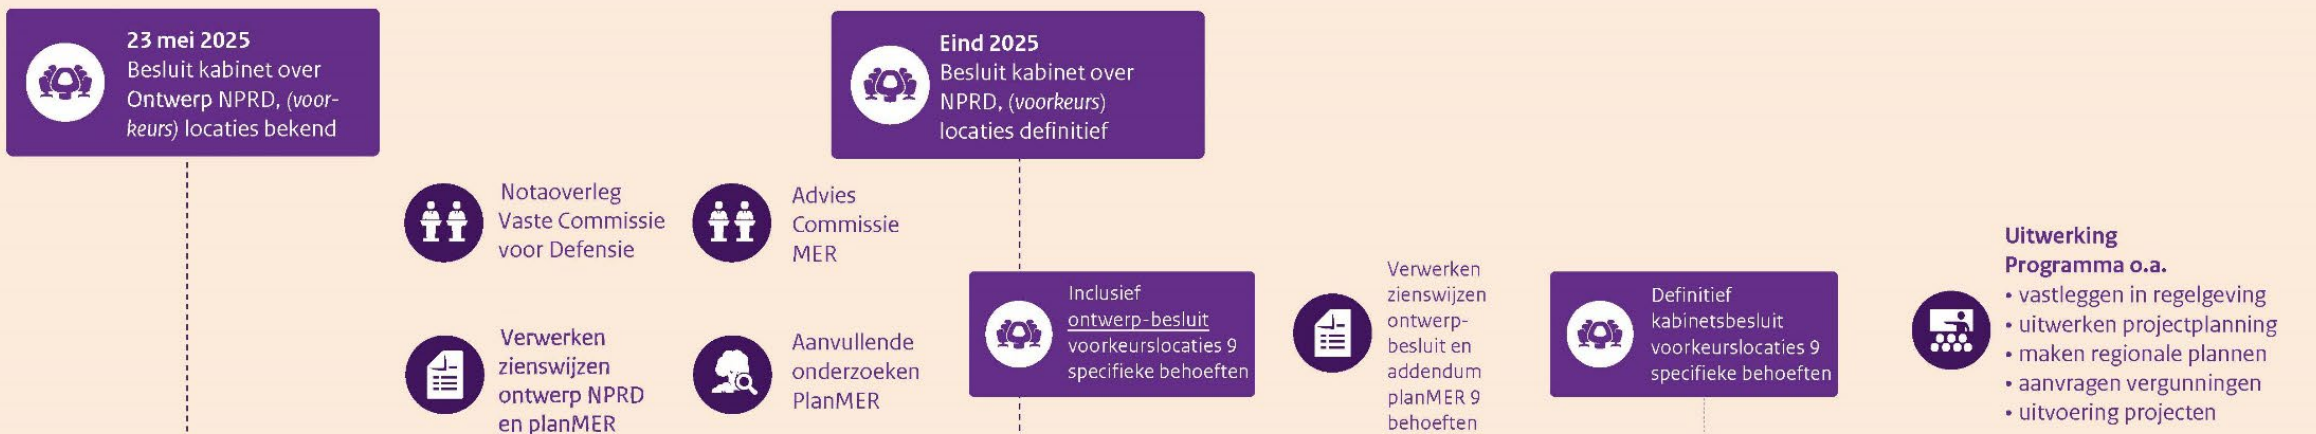 23 mei 2025
Besluit kabinet over
Ontwerp NPRD, (voor-
keurs) locaties bekend
Notaoverleg
Vaste Commissie
voor Defensie
Verwerken
zienswijzen
ontwerp NPRD
en planMER
Advies
Commissie
MER
Aanvullende
onderzoeken
PlanMER
Eind 2025
Besluit kabinet over
NPRD, (voorkeurs)
locaties definitief
Inclusief
ontwerp-besluit
voorkeurslocaties 9
specifieke behoeften
Verwerken
zienswijzen
ontwerp-
besluit en
addendum
planMER 9
behoeften
Definitief
kabinetsbesluit
voorkeurslocaties 9
specifieke behoeften
Uitwerking
Programma o.a.
• vastleggen in regelgeving
• uitwerken projectplanning
• maken regionale plannen
• aanvragen vergunningen
• uitvoering projecten